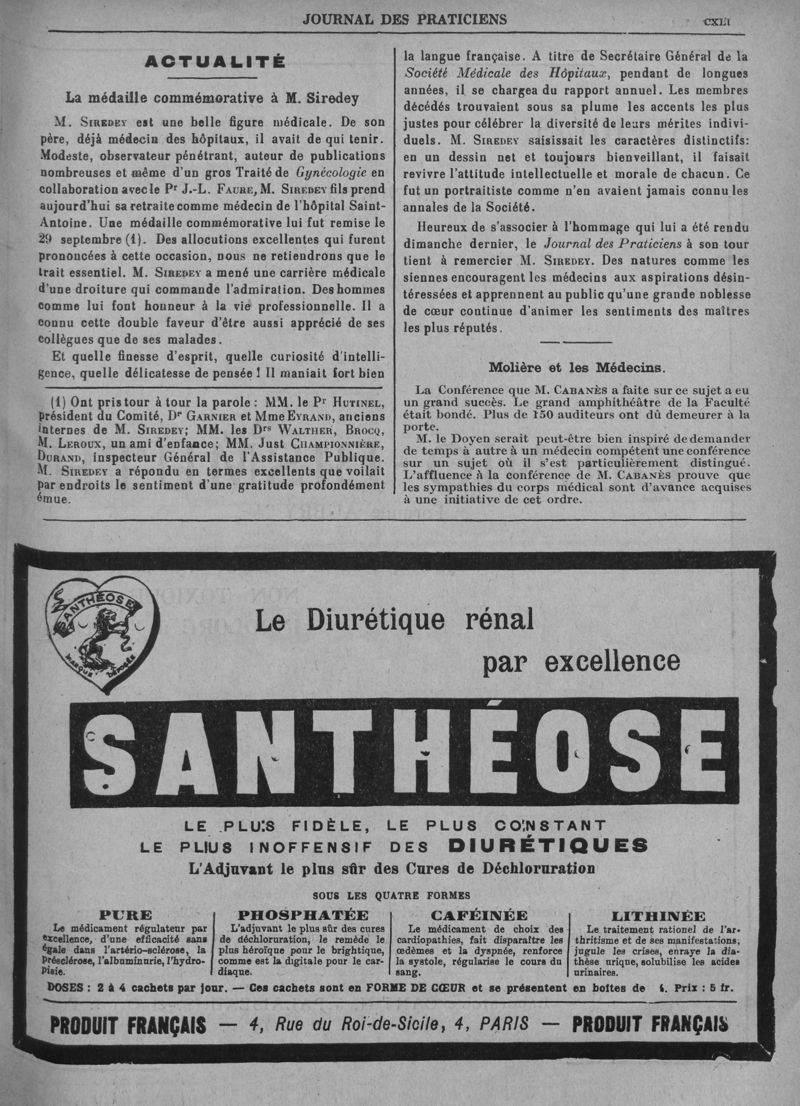 JOURNAL DES PRATICIENS
ACTUALITÉ
La médaille commémorative à M. Siredey
M. SIREDEY est une belle figure médicale. De son
père, déjà médecin des hôpitaux, il avait de qui tenir.
Modeste, observateur pénétrant, auteur de publications
nombreuses et même d'un gros Traité de Gynécologie en
collaboration avec le Pr J.-L. FAURE, M. SIREDEY fils prend
aujourd'hui sa retraite comme médecin de l'hôpital Saint-
Antoine. Une médaille commémorative lui fut remise le
29 septembre (1). Des allocutions excellentes qui furent
prononcées à cette occasion, nous ne retiendrons que le
trait essentiel. M. SIREDEY a mené une carrière médicale
d'une droiture qui commande l'admiration. Des hommes
comme lui font honneur à la vie professionnelle. Il a
connu cette double faveur d'être aussi apprécié de ses
collègues que de ses malades.
Et quelle finesse d'esprit, quelle curiosité d'intelli-
gence, quelle délicatesse de pensée ! Il maniait fort bien
(1) Ont pris tour à tour la parole : MM. le Pr HUTINEL,
président du Comité, Dr GARNIER et Mme EYRAND, anciens
internes de M. SIREDEY ; MM. les Drs WALTHER, BROCQ,
M. LEROUX, un ami d'enfance ; MM. JUST CHAMPIONNIÈRE,
DURAND, inspecteur Général de l'Assistance Publique.
M. SIREDEY a répondu en termes excellents que voilait
par endroits le sentiment d'une gratitude profondément
émue.
la langue française. A titre de Secrétaire Général de la
Société Médicale des Hôpitaux, pendant de longues
années, il se chargea du rapport annuel. Les membres
décédés trouvaient sous sa plume les accents les plus
justes pour célébrer la diversité de leurs mérites indivi-
duels. M. SIREDEY saisissait les caractères distinctifs :
en un dessin net et toujours bienveillant, il faisait
revivre l'attitude intellectuelle et morale de chacun. Ce
fut un portraitiste comme n'en avaient jamais connu les
annales de la Société.
Heureux de s'associer à l'hommage qui lui a été rendu
dimanche dernier, le Journal des Praticiens à son tour
tient à remercier M. SIREDEY. Des natures comme les
siennes encouragent les médecins aux aspirations désin-
téressées et apprennent au public qu'une grande noblesse
de cœur continue d'animer les sentiments des maîtres
les plus réputés.
Molière et les Médecins.
La Conférence que M. CABANÈS a faite sur ce sujet a eu
un grand succès. Le grand amphithéâtre de la Faculté
était bondé. Plus de 150 auditeurs ont dû demeurer à la
porte.
M. le Doyen serait peut-être bien inspiré de demander
de temps à autre à un médecin compétent une conférence
sur un sujet où il s'est particulièrement distingué.
L'affluence à la conférence de M. CABANÈS prouve que
les sympathies du corps médical sont d'avance acquises
à une initiative de cet ordre.
SANTHÉOSE
MARQUE DÉPOSÉE
Le Diurétique rénal
par excellence
SANTHÉOSE
LE PLUS FIDÈLE, LE PLUS CONSTANT
LE PLUS INOFFENSIF DES DIURÉTIQUES
L'Adjuvant le plus sûr des Cures de Déchloruration
SOUS LES QUATRE FORMES
PURE
Le médicament régulateur par
excellence, d'une efficacité sans
égale dans l'artério-sclérose, la
présclérose, l'albuminurie, l'hydro-
pisie.
PHOSPHATÉE
L'adjuvant le plus sûr des cures
de déchloruration, le remède le
plus héroïque pour le brightique,
comme est la digitale pour le car-
diaque.
CAFÉINÉE
Le médicament de choix des
cardiopathies, fait disparaître les
œdèmes et la dyspnée, renforce
la systole, régularise le cours du
sang.
LITHINÉE
Le traitement rationel de l'ar-
thritisme et de ses manifestations ;
jugule les crises, enraye la dia-
thèse urique, solubilise les acides
urinaires.
DOSES : 2 à 4 cachets par jour. — Ces cachets sont en FORME DE CŒUR et se présentent en boîtes de Prix : 5 fr.
PRODUIT FRANÇAIS — 4, Rue du Roi-de-Sicile, 4, PARIS — PRODUIT FRANÇAIS